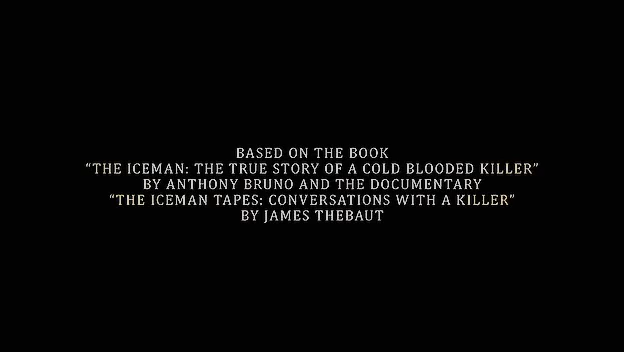 BASED ON THE BOOK
“THE ICEMAN: THE TRUE STORY OF A COLD BLOODED KILLER”
BY ANTHONY BRUNO AND THE DOCUMENTARY
“THE ICEMAN TAPES: CONVERSATIONS WITH A KILLER”
BY JAMES THEBAUT